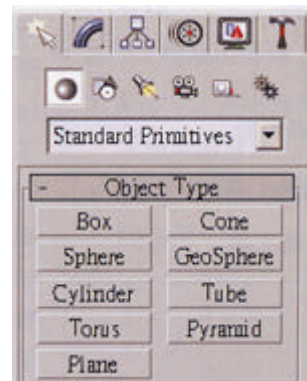 Standard Primitives
- Object Type
Box Cone
Sphere GeoSphere
Cylinder Tube
Torus Pyramid
Plane